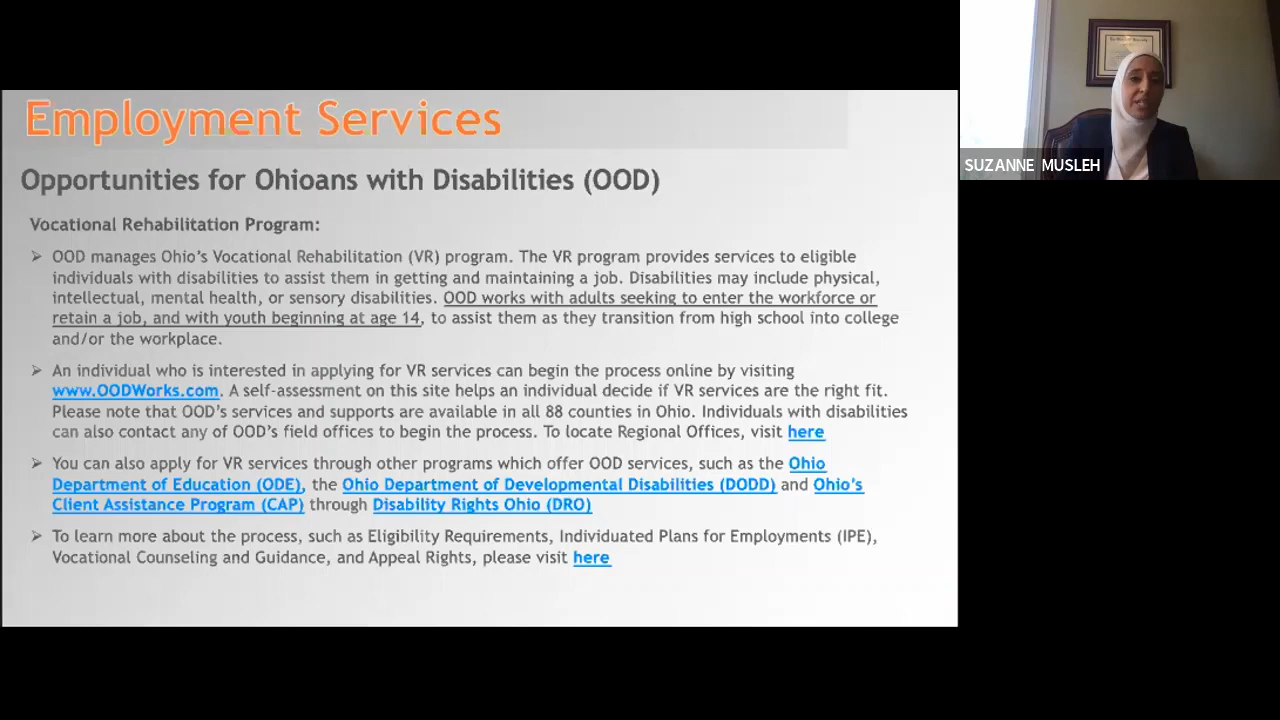 Employment Services
Opportunities for Ohioans with Disabilities (OOD)
Vocational Rehabilitation Program:
➢ OOD manages Ohio's Vocational Rehabilitation (VR) program. The VR program provides services to eligible
individuals with disabilities to assist them in getting and maintaining a job. Disabilities may include physical,
intellectual, mental health, or sensory disabilities. OOD works with adults seeking to enter the workforce or
retain a job, and with youth beginning at age 14, to assist them as they transition from high school into college
and/or the workplace.
➢ An individual who is interested in applying for VR services can begin the process online by visiting
www.OODWorks.com. A self-assessment on this site helps an individual decide if VR services are the right fit.
Please note that OOD's services and supports are available in all 88 counties in Ohio. Individuals with disabilities
can also contact any of OOD's field offices to begin the process. To locate Regional Offices, visit here
➢ You can also apply for VR services through other programs which offer OOD services, such as the Ohio
Department of Education (ODE), the Ohio Department of Developmental Disabilities (DODD) and Ohio's
Client Assistance Program (CAP) through Disability Rights Ohio (DRO)
➢ To learn more about the process, such as Eligibility Requirements, Individuated Plans for Employments (IPE),
Vocational Counseling and Guidance, and Appeal Rights, please visit here
SUZANNE MUSLEH